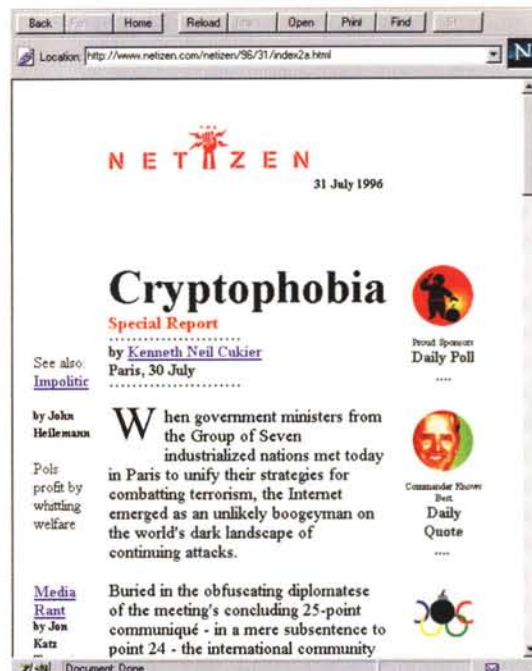 Back
Home
Reload
Open
Print
Find
Location: http://www.netizen.com/netizen/96/31/index2a.html
N
NETIZEN
31 July 1996
Cryptophobia
Special Report
by Kenneth Neil Cukier
Paris, 30 July
See also:
Impolitic
by John
Heilemann
Pols
profit by
whittling
welfare
Media
Rant
by Jon
Katz
When government ministers from
the Group of Seven
industrialized nations met today
in Paris to unify their strategies for
combatting terrorism, the Internet
emerged as an unlikely boogeyman on
the world's dark landscape of
continuing attacks.
Buried in the obfuscating diplomatese
of the meeting's concluding 25-point
communiqué - in a mere subsentence to
point 24 - the international community
Proud Sponsors
Daily Poll
....
Commander Knows
Best
Daily
Quote
....
Document: Done